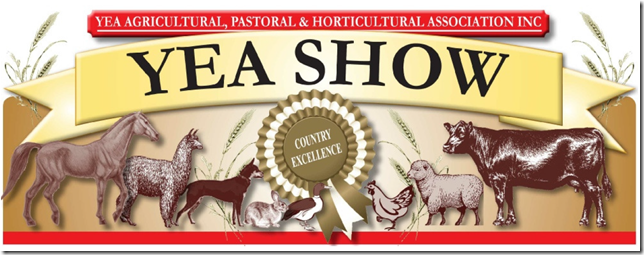 YEA AGRICULTURAL, PASTORAL & HORTICULTURAL ASSOCIATION INC
YEA SHOW
COUNTRY
EXCELLENCE